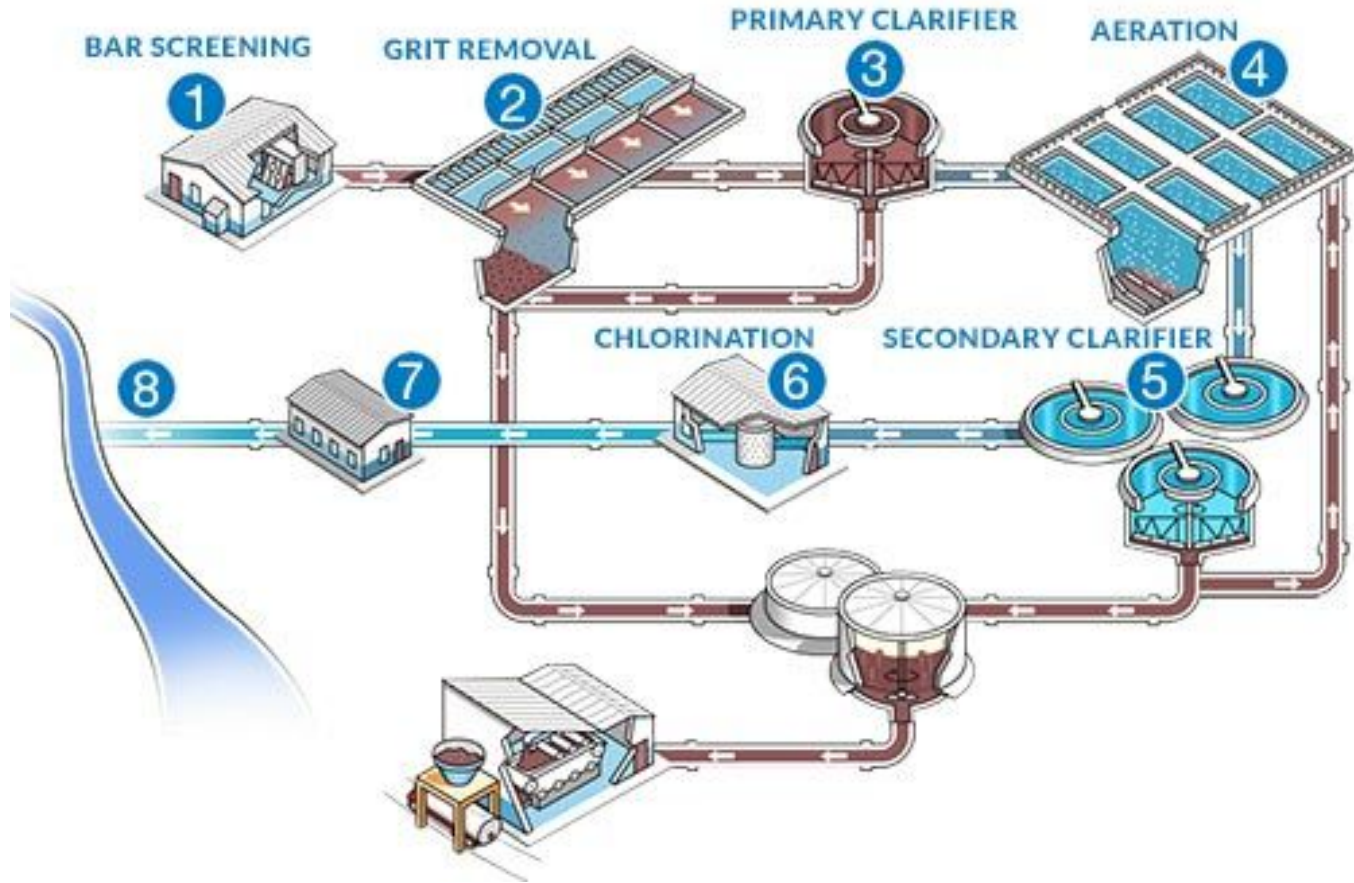 BAR SCREENING
1
GRIT REMOVAL
2
PRIMARY CLARIFIER
3
AERATION
4
SECONDARY CLARIFIER
5
CHLORINATION
6
7
8